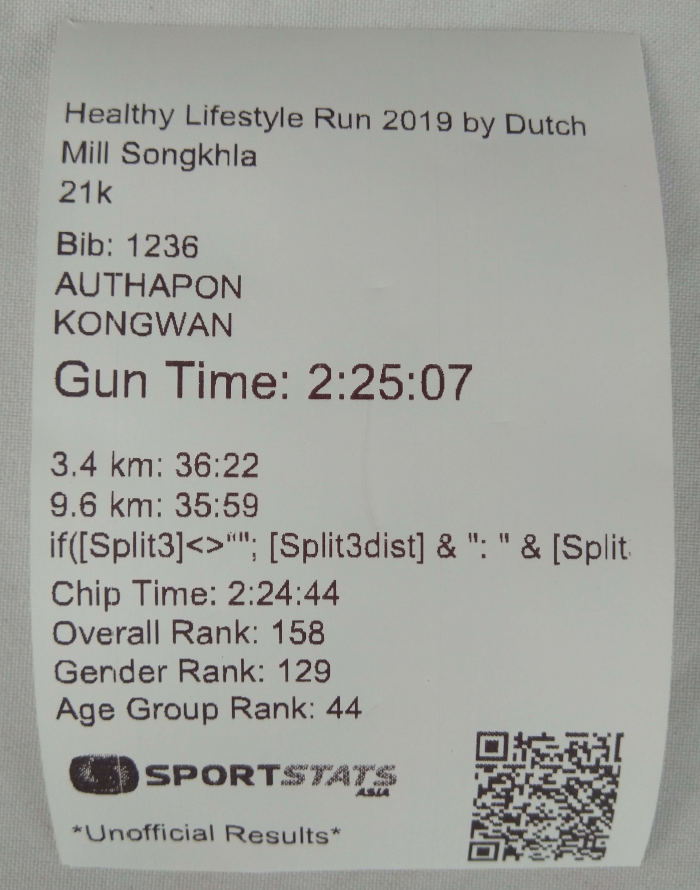 Healthy Lifestyle Run 2019 by Dutch
Mill Songkhla
21k
Bib: 1236
AUTHAPON
KONGWAN
Gun Time: 2:25:07
3.4 km: 36:22
9.6 km: 35:59
if([Split3]<>""; [Split3dist] & ": " & [Split
Chip Time: 2:24:44
Overall Rank: 158
Gender Rank: 129
Age Group Rank: 44
SPORTSTATS
ASIA
*Unofficial Results*